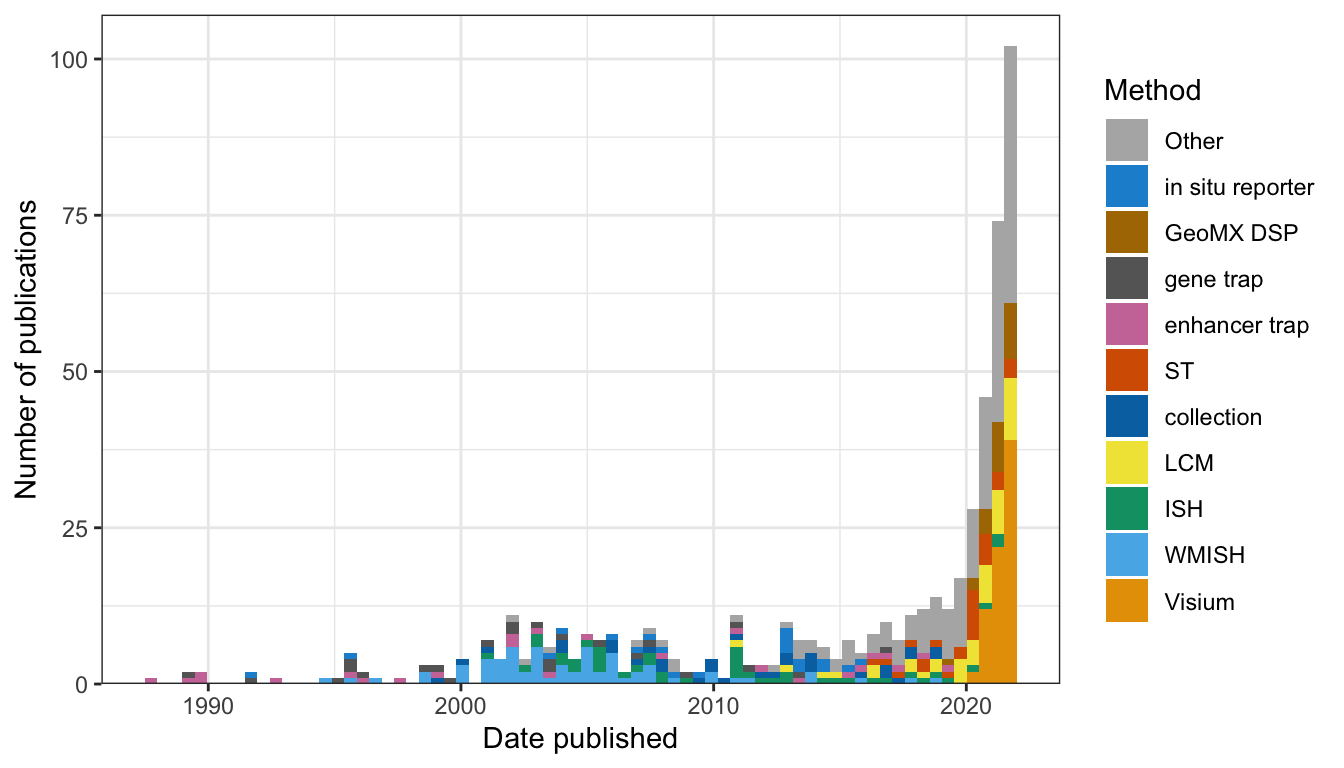 100
75
50
25
0
Number of publications
1990
2000
2010
2020
Date published
Method
Other
in situ reporter
GeoMX DSP
gene trap
enhancer trap
ST
collection
LCM
ISH
WMISH
Visium